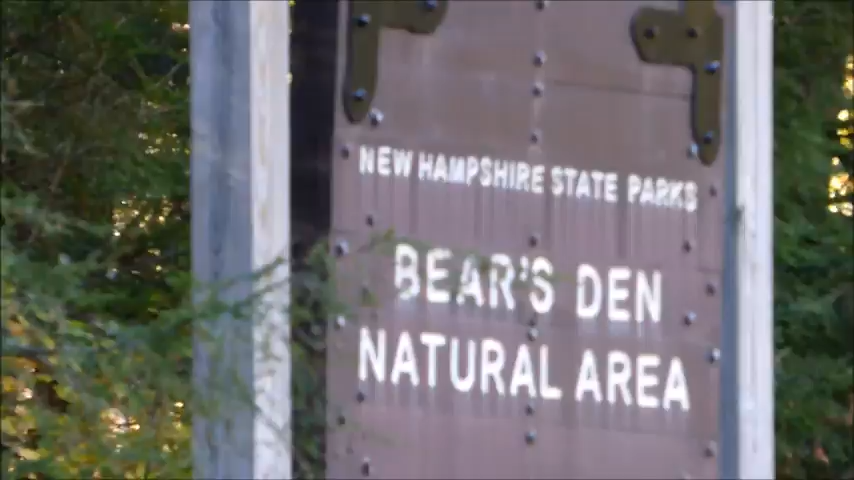 NEW HAMPSHIRE STATE PARKS
BEAR'S DEN
NATURAL AREA